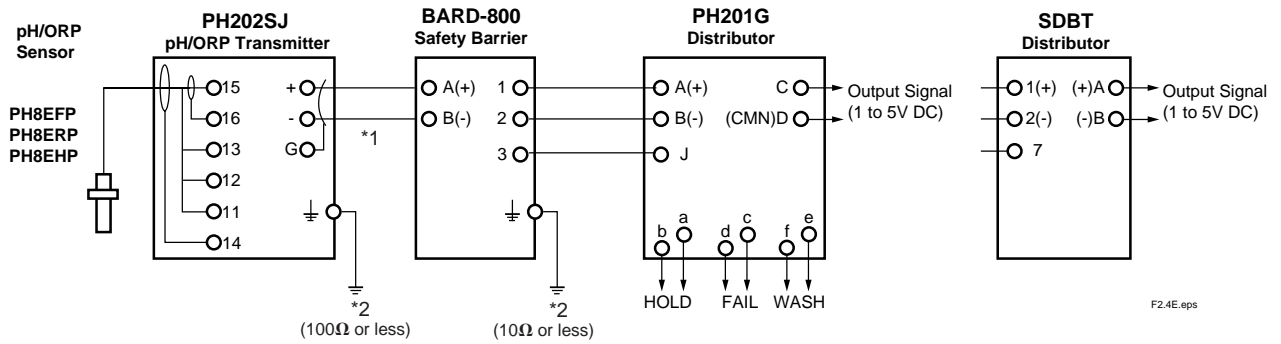 pH/ORP
Sensor
PH8EFP
PH8ERP
PH8EHP
PH202SJ
pH/ORP Transmitter
15
16
13
12
11
14
+
-
G
*1
*2
(100Ω or less)
BARD-800
Safety Barrier
A(+)
B(-)
1
2
3
*2
(10Ω or less)
PH201G
Distributor
A(+)
B(-)
J
C
(CMN)D
b a d c f e
HOLD FAIL WASH
Output Signal
(1 to 5V DC)
SDBT
Distributor
1(+) (+)A
2(-) (-)B
7
Output Signal
(1 to 5V DC)
F2.4E.eps